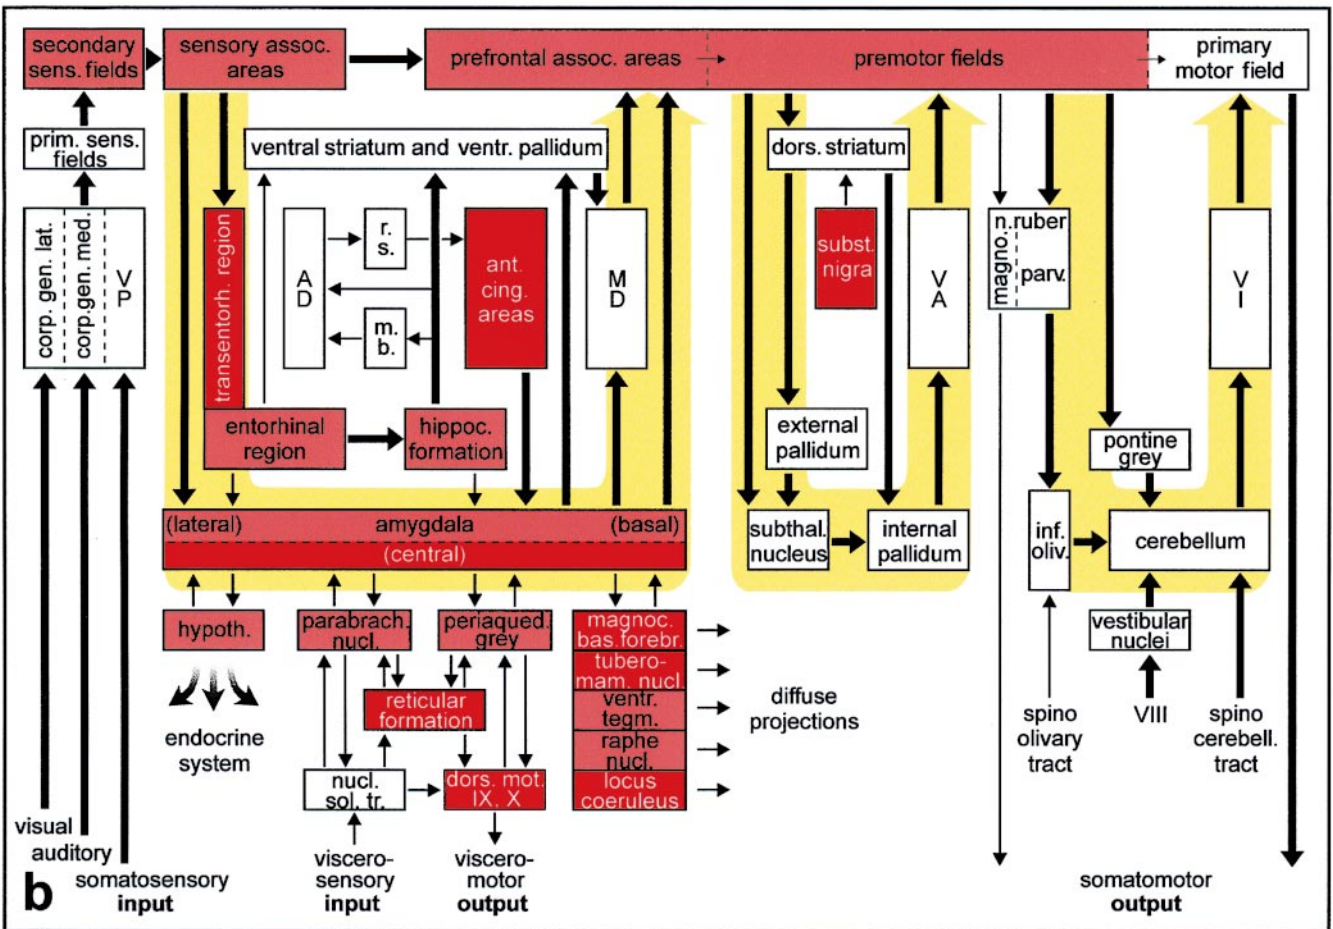 secondary
sens. fields
sensory assoc.
areas
prefrontal assoc. areas
premotor fields
primary
motor field
prim. sens.
fields
ventral striatum and ventr. pallidum
dors. striatum
corp. gen. lat.
corp.gen. med.
V
P
transentorh. region
A
D
r.
s.
m.
b.
ant.
cing.
areas
M
D
subst.
nigra
V
A
n.ruber
magno.
parv.
V
I
entorhinal
region
hippoc.
formation
external
pallidum
pontine
grey
(lateral)
amygdala
(basal)
(central)
subthal.
nucleus
internal
pallidum
inf.
oliv.
cerebellum
hypoth.
parabrach.
nucl.
periaqued.
grey
magnoc.
bas.forebr.
tubero-
mam. nucl.
ventr.
tegm.
raphe
nucl.
locus
coeruleus
vestibular
nuclei
reticular
formation
diffuse
projections
endocrine
system
nucl.
sol. tr.
dors. mot.
IX, X
spino
olivary
tract
VIII
spino
cerebell.
tract
visual
auditory
somatosensory
input
viscero-
sensory
input
viscero-
motor
output
somatomotor
output
b